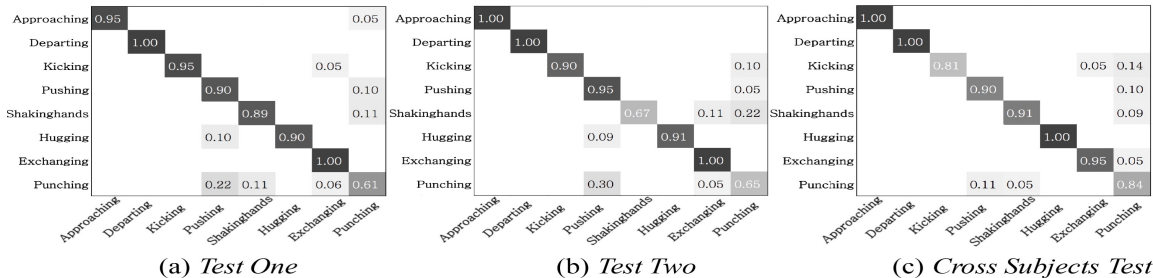 Approaching 0.95 0.05
Departing 1.00
Kicking 0.95 0.05
Pushing 0.90 0.10
Shakinghands 0.89 0.11
Hugging 0.10 0.90
Exchanging 1.00
Punching 0.22 0.11 0.06 0.61
Approaching Departing Kicking Pushing Shakinghands Hugging Exchanging Punching
(a) Test One
Approaching 1.00
Departing 1.00
Kicking 0.90 0.10
Pushing 0.95 0.05
Shakinghands 0.67 0.11 0.22
Hugging 0.09 0.91
Exchanging 1.00
Punching 0.30 0.05 0.65
Approaching Departing Kicking Pushing Shakinghands Hugging Exchanging Punching
(b) Test Two
Approaching 1.00
Departing 1.00
Kicking 0.81 0.05 0.14
Pushing 0.90 0.10
Shakinghands 0.91 0.09
Hugging 1.00
Exchanging 0.95 0.05
Punching 0.11 0.05 0.84
Approaching Departing Kicking Pushing Shakinghands Hugging Exchanging Punching
(c) Cross Subjects Test